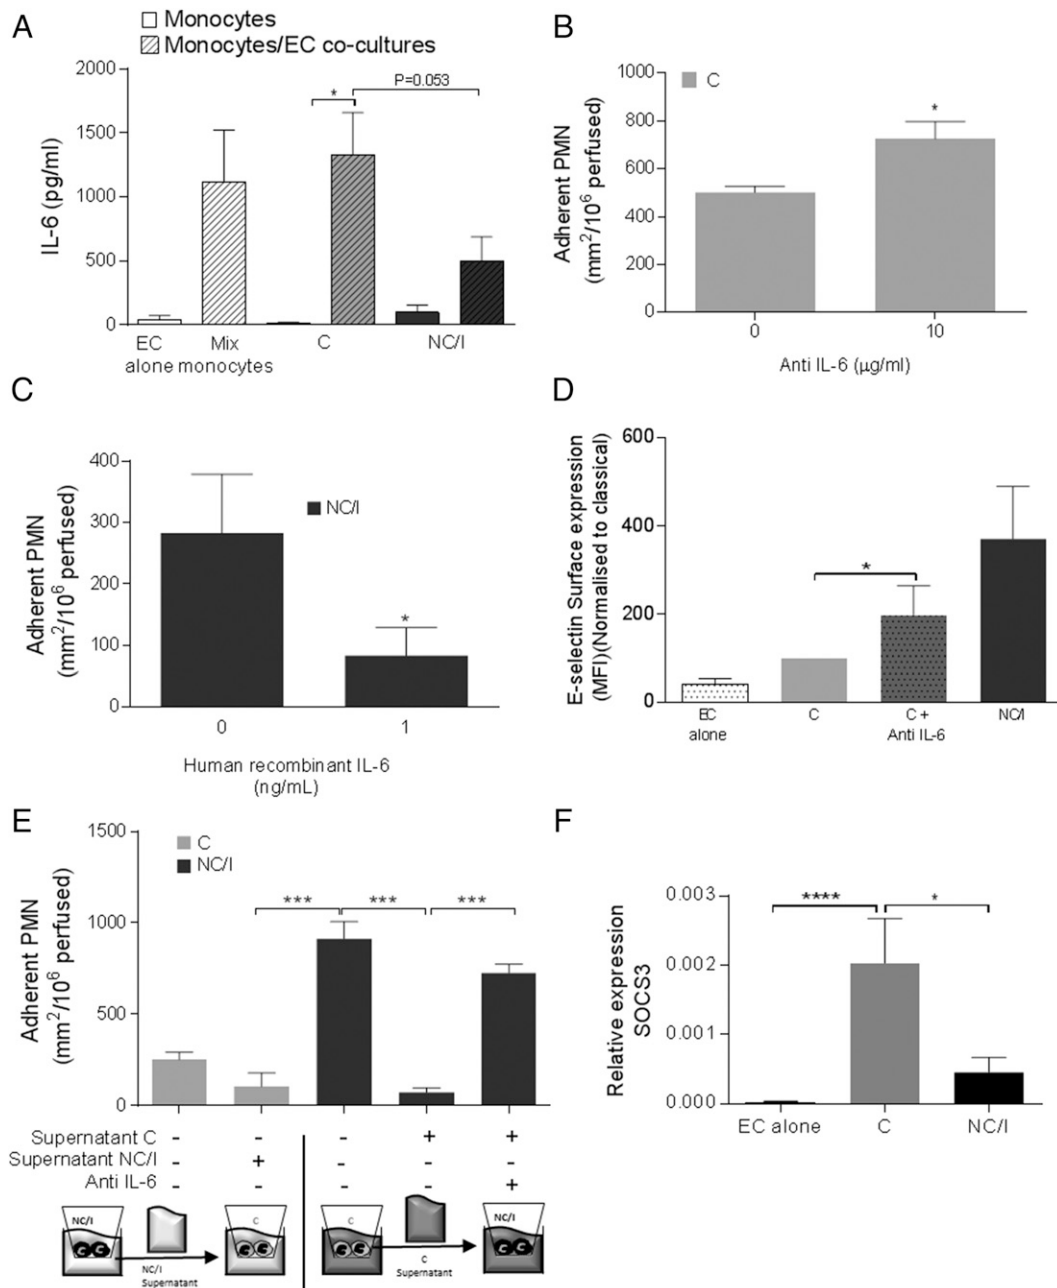 A
Monocytes
Monocytes/EC co-cultures
IL-6 (pg/ml)
2000
1500
1000
500
0
*
P=0.053
EC Mix C NC/I
alone monocytes
B
C
Adherent PMN
(mm²/10⁶ perfused)
1000
800
600
400
200
0
*
0 10
Anti IL-6 (μg/ml)
C
Adherent PMN
(mm²/10⁶ perfused)
400
300
200
100
0
NC/I
*
0 1
Human recombinant IL-6
(ng/mL)
D
E-selectin Surface expression
(MFI)(Normalised to classical)
600
400
200
0
*
EC C C + NC/I
alone Anti IL-6
E
C
NC/I
Adherent PMN
(mm²/10⁶ perfused)
1500
1000
500
0
*** *** ***
Supernatant C - - - + +
Supernatant NC/I - + - - -
Anti IL-6 - - - - +
NC/I C C NC/I
NC/I
Supernatant
C
Supernatant
F
Relative expression
SOCS3
0.003
0.002
0.001
0.000
**** *
EC alone C NC/I